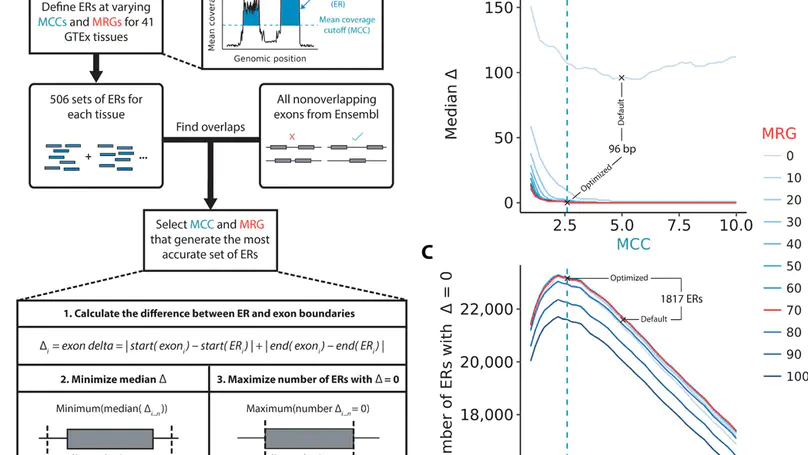 Define ERs at varying
MCCs and MRGs for 41
GTEx tissues
Mean coverage
(ER)
Mean coverage
cutoff (MCC)
Genomic position
506 sets of ERs for
each tissue
+
...
Find overlaps
All nonoverlapping
exons from Ensembl
x ✓
Select MCC and MRG
that generate the most
accurate set of ERs
1. Calculate the difference between ER and exon boundaries
Δi = exon delta = | start( exoni) − start( ERi) | + | end( exoni) − end( ERi) |
2. Minimize median Δ
Minimum(median( Δi...n))
3. Maximize number of ERs with Δ = 0
Maximum(number Δi...n = 0)
Median Δ
150
100
50
0
Default
96 bp
Optimized
2.5 5.0 7.5 10.0
MCC
C
mber of ERs with Δ = 0
22,000
20,000
18,000
Optimized
1817 ERs
Default
MRG
0
10
20
30
40
50
60
70
80
90
100